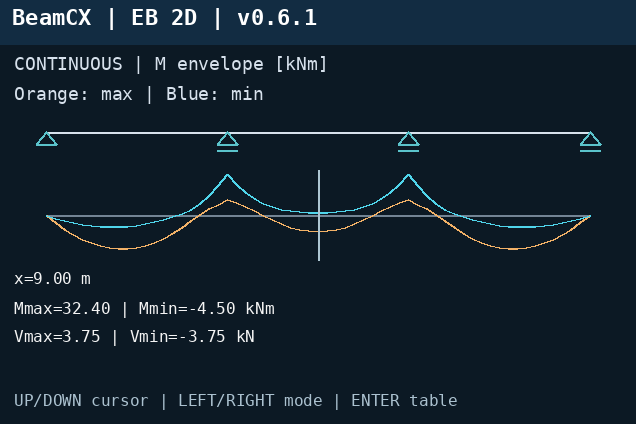 BeamCX | EB 2D | v0.6.1
CONTINUOUS | M envelope [kNm]
Orange: max | Blue: min
x=9.00 m
Mmax=32.40 | Mmin=-4.50 kNm
Vmax=3.75 | Vmin=-3.75 kN
UP/DOWN cursor | LEFT/RIGHT mode | ENTER table